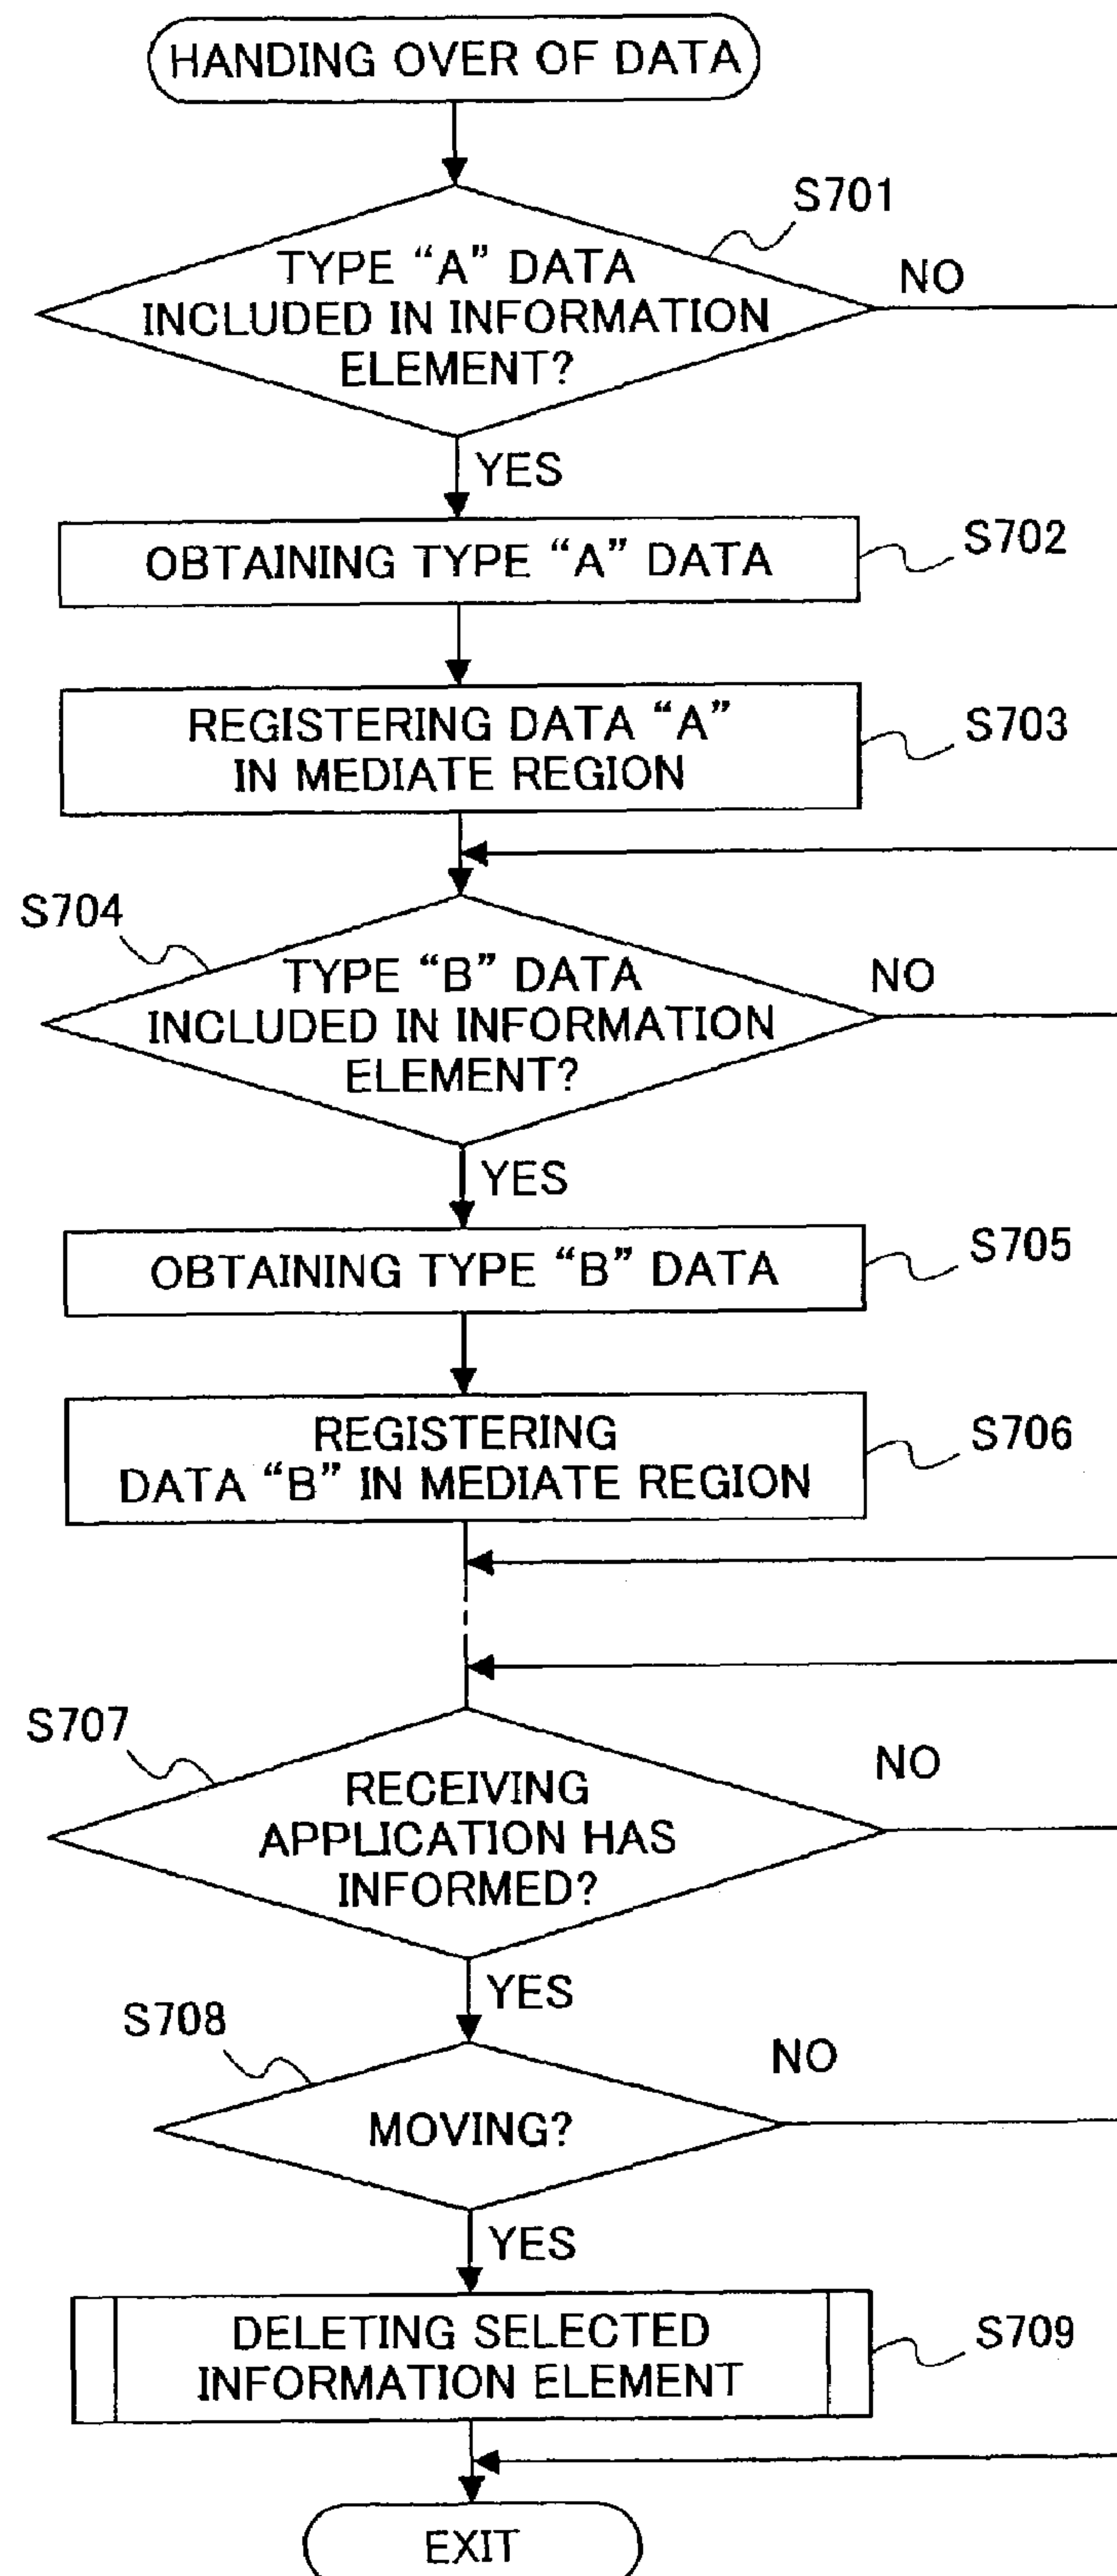 HANDING OVER OF DATA
S701
TYPE “A” DATA
INCLUDED IN INFORMATION
ELEMENT?
NO
YES
OBTAINING TYPE “A” DATA
S702
REGISTERING DATA “A”
IN MEDIATE REGION
S703
S704
TYPE “B” DATA
INCLUDED IN INFORMATION
ELEMENT?
NO
YES
OBTAINING TYPE “B” DATA
S705
REGISTERING
DATA “B” IN MEDIATE REGION
S706
S707
RECEIVING
APPLICATION HAS
INFORMED?
NO
YES
S708
MOVING?
NO
YES
DELETING SELECTED
INFORMATION ELEMENT
S709
EXIT